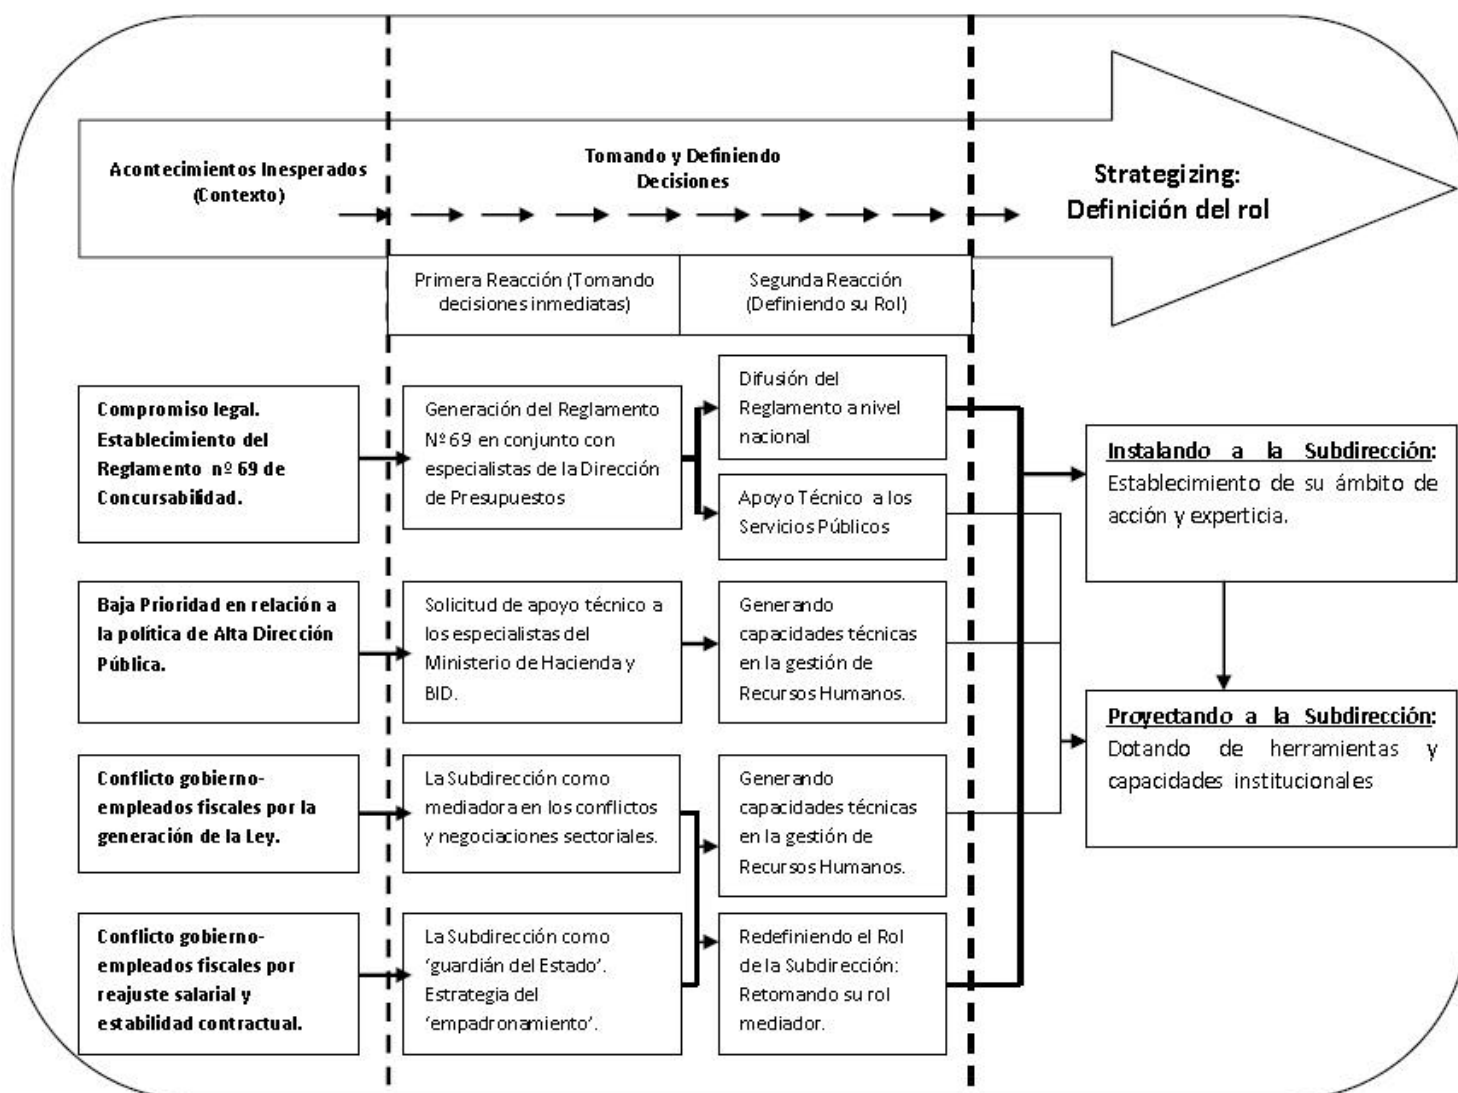 Acontecimientos Inesperados
(Contexto)
Tomando y Definiendo
Decisiones
Strategizing:
Definición del rol
Primera Reacción (Tomando
decisiones inmediatas)
Segunda Reacción
(Definiendo su Rol)
Compromiso legal.
Establecimiento del
Reglamento nº 69 de
Concursabilidad.
Generación del Reglamento
Nº 69 en conjunto con
especialistas de la Dirección
de Presupuestos
Difusión del
Reglamento a nivel
nacional
Apoyo Técnico a los
Servicios Públicos
Instalando a la Subdirección:
Establecimiento de su ámbito de
acción y experticia.
Baja Prioridad en relación a
la política de Alta Dirección
Pública.
Solicitud de apoyo técnico a
los especialistas del
Ministerio de Hacienda y
BID.
Generando
capacidades técnicas
en la gestión de
Recursos Humanos.
Proyectando a la Subdirección:
Dotando de herramientas y
capacidades institucionales
Conflicto gobierno-
empleados fiscales por la
generación de la Ley.
La Subdirección como
mediadora en los conflictos
y negociaciones sectoriales.
Generando
capacidades técnicas
en la gestión de
Recursos Humanos.
Conflicto gobierno-
empleados fiscales por
reajuste salarial y
estabilidad contractual.
La Subdirección como
‘guardián del Estado’.
Estrategia del
‘empadronamiento’.
Redefiniendo el Rol
de la Subdirección:
Retomando su rol
mediador.